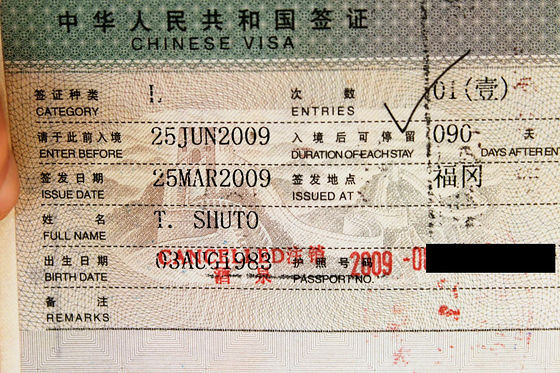 中华人民共和国签证
CHINESE VISA
签证种类 L 次数 01(壹)
CATEGORY ENTRIES
请于此前入境 25JUN2009 入境后可停留 090 天
ENTER BEFORE DURATION OF EACH STAY DAYS AFTER EN
签发日期 25MAR2009 签发地点 福冈
ISSUE DATE ISSUED AT
姓名 T. SHUTO
FULL NAME
出生日期 03AUG1983 护照号码
BIRTH DATE PASSPORT NO.
CANCELLED 注销
2009 -0
备注
REMARKS